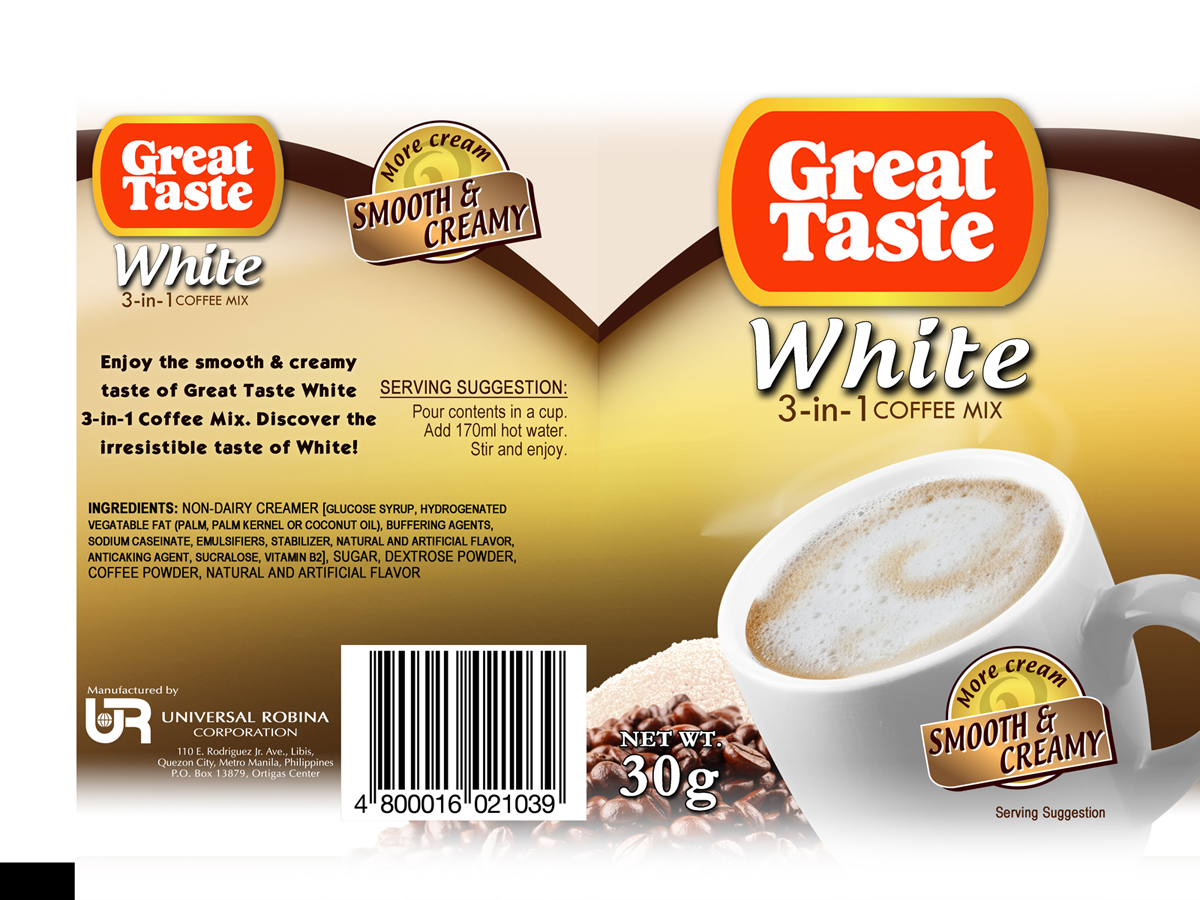 Great
Taste
White
3-in-1 COFFEE MIX
More cream
SMOOTH &
CREAMY
Enjoy the smooth & creamy
taste of Great Taste White
3-in-1 Coffee Mix. Discover the
irresistible taste of White!
SERVING SUGGESTION:
Pour contents in a cup.
Add 170ml hot water.
Stir and enjoy.
INGREDIENTS: NON-DAIRY CREAMER [GLUCOSE SYRUP, HYDROGENATED
VEGATABLE FAT (PALM, PALM KERNEL OR COCONUT OIL), BUFFERING AGENTS,
SODIUM CASEINATE, EMULSIFIERS, STABILIZER, NATURAL AND ARTIFICIAL FLAVOR,
ANTICAKING AGENT, SUCRALOSE, VITAMIN B2], SUGAR, DEXTROSE POWDER,
COFFEE POWDER, NATURAL AND ARTIFICIAL FLAVOR
Manufactured by
UR
UNIVERSAL ROBINA
CORPORATION
110 E. Rodriguez Jr. Ave., Libis,
Quezon City, Metro Manila, Philippines
P.O. Box 13879, Ortigas Center
4 800016 021039
Great
Taste
White
3-in-1 COFFEE MIX
NET WT.
30g
More cream
SMOOTH &
CREAMY
Serving Suggestion